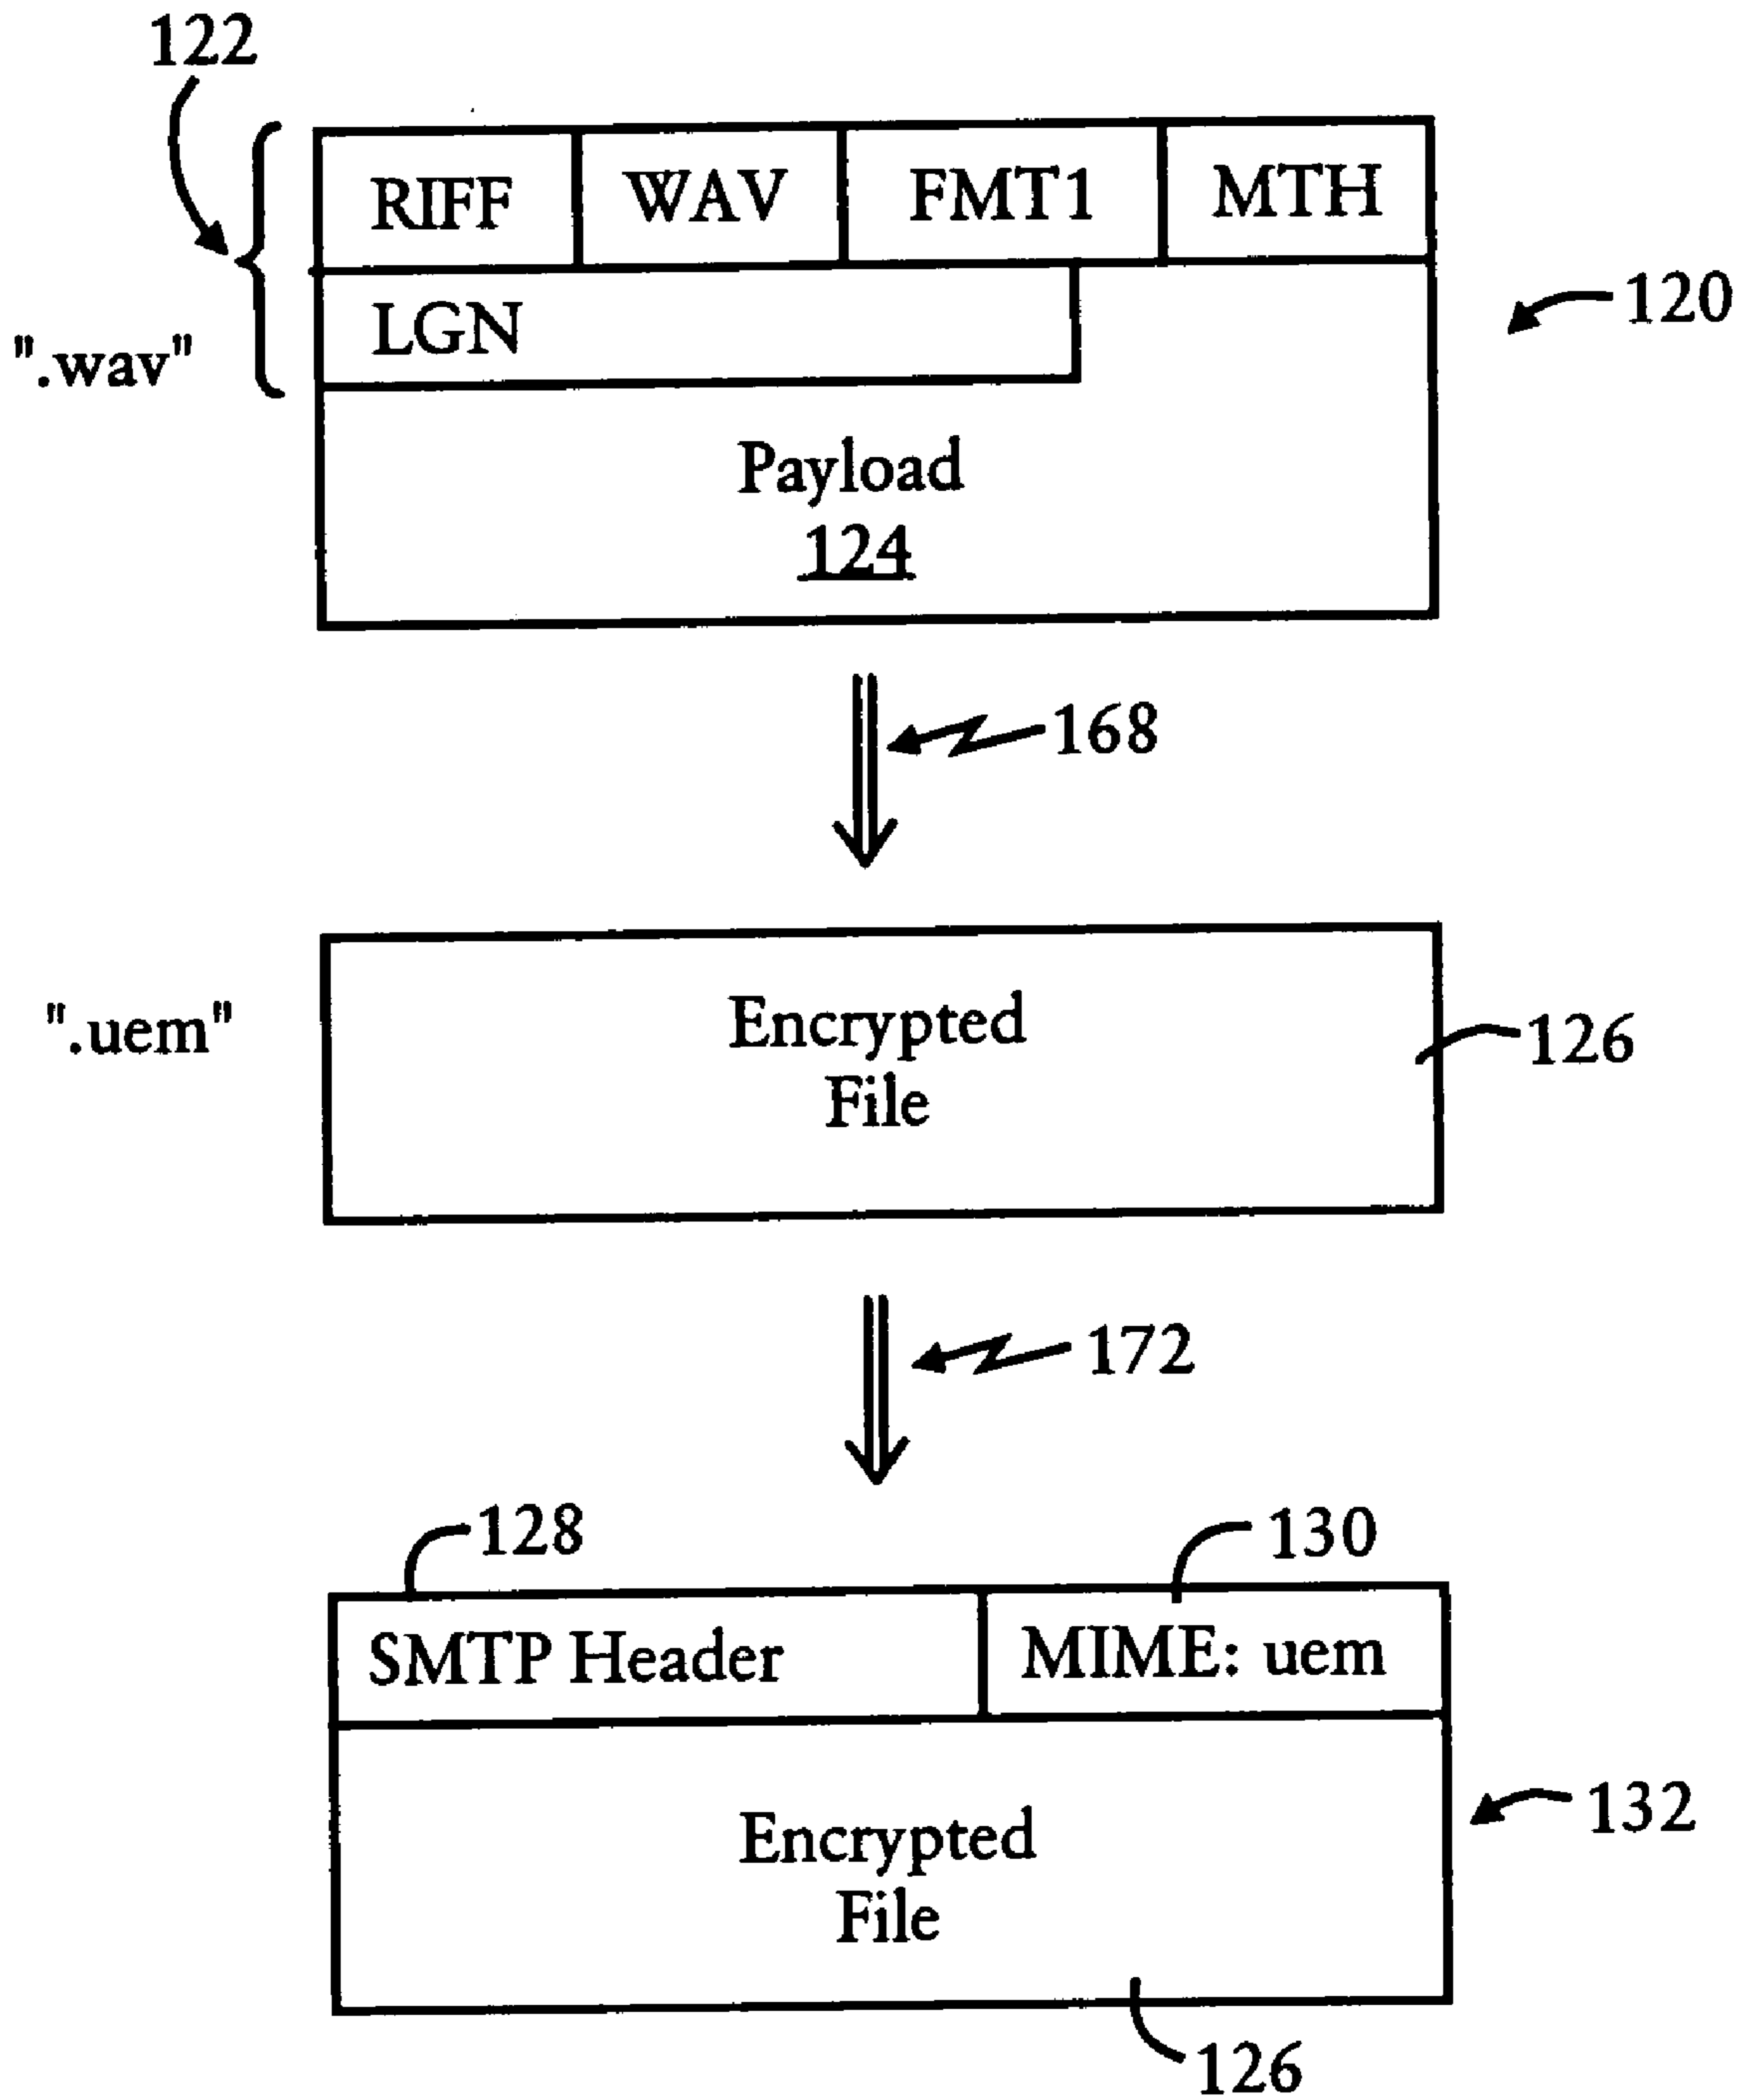 122
RIFF WAV FMT1 MTH
120
LGN
".wav"
Payload
124
168
".uem"
Encrypted
File
126
172
128
130
SMTP Header MIME: uem
132
Encrypted
File
126